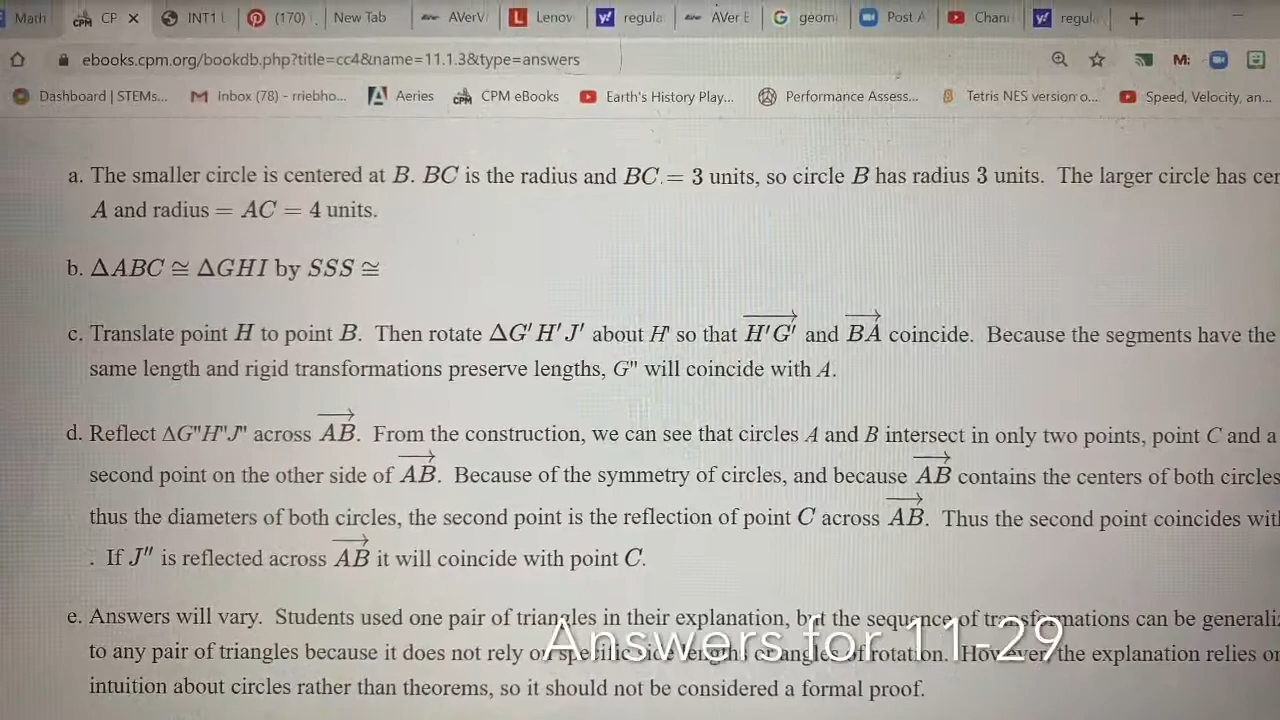 Math CP INT1 (170) New Tab AVerV Lenov regula AVer E geom Post A Chann regula
ebooks.cpm.org/bookdb.php?title=cc4&name=11.1.3&type=answers M:
Dashboard | STEMs... Inbox (78) - rriebho... Aeries CPM CPM eBooks Earth's History Play... Performance Assess... Tetris NES version o... Speed, Velocity, an...
a. The smaller circle is centered at B. BC is the radius and BC = 3 units, so circle B has radius 3 units. The larger circle has cen
A and radius = AC = 4 units.
b. ΔABC ≅ ΔGHI by SSS ≅
c. Translate point H to point B. Then rotate ΔG′H′J′ about H′ so that H′G′ and BA coincide. Because the segments have the
same length and rigid transformations preserve lengths, G" will coincide with A.
d. Reflect ΔG"H"J" across AB. From the construction, we can see that circles A and B intersect in only two points, point C and a
second point on the other side of AB. Because of the symmetry of circles, and because AB contains the centers of both circles
thus the diameters of both circles, the second point is the reflection of point C across AB. Thus the second point coincides with
. If J″ is reflected across AB it will coincide with point C.
e. Answers will vary. Students used one pair of triangles in their explanation, but the sequence of transformations can be generaliz
Answers for 11-29
to any pair of triangles because it does not rely on specific side lengths or angles of rotation. However the explanation relies on
intuition about circles rather than theorems, so it should not be considered a formal proof.